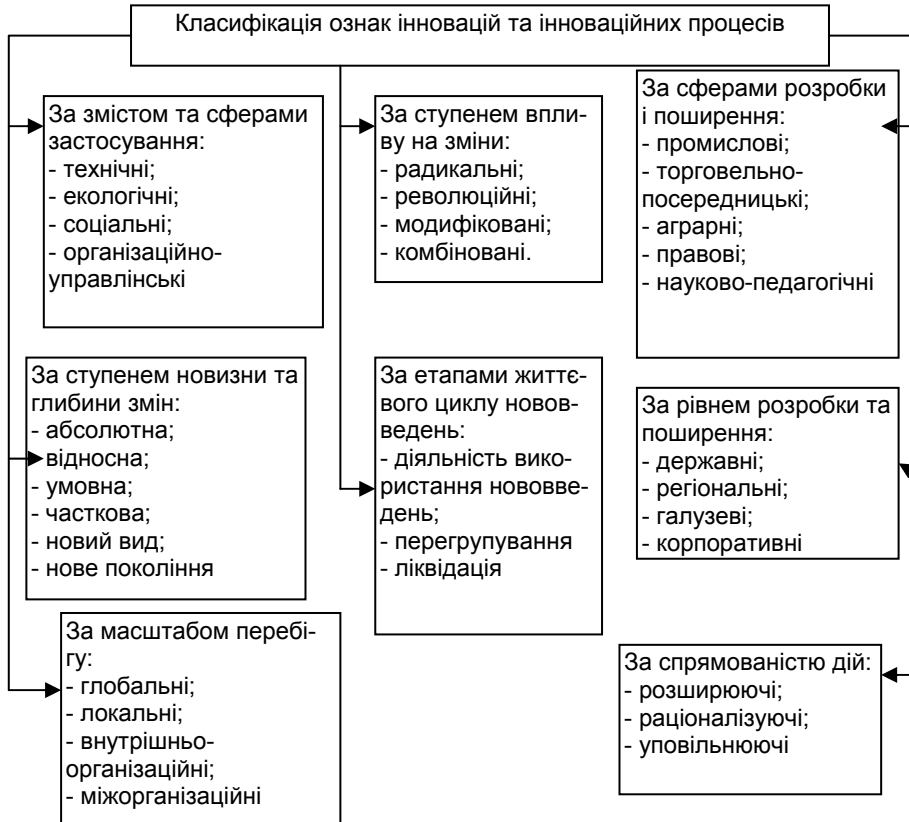 Класифікація ознак інновацій та інноваційних процесів
За змістом та сферами
застосування:
- технічні;
- екологічні;
- соціальні;
- організаційно-
управлінські
За ступенем впли-
ву на зміни:
- радикальні;
- революційні;
- модифіковані;
- комбіновані.
За сферами розробки
і поширення:
- промислові;
- торговельно-
посередницькі;
- аграрні;
- правові;
- науково-педагогічні
За ступенем новизни та
глибини змін:
- абсолютна;
- відносна;
- умовна;
- часткова;
- новий вид;
- нове покоління
За етапами життє-
вого циклу новов-
ведень:
- діяльність вико-
ристання нововве-
день;
- перегрупування
- ліквідація
За рівнем розробки та
поширення:
- державні;
- регіональні;
- галузеві;
- корпоративні
За масштабом перебі-
гу:
- глобальні;
- локальні;
- внутрішньо-
організаційні;
- міжорганізаційні
За спрямованістю дій:
- розширюючі;
- раціоналізуючі;
- уповільнюючі